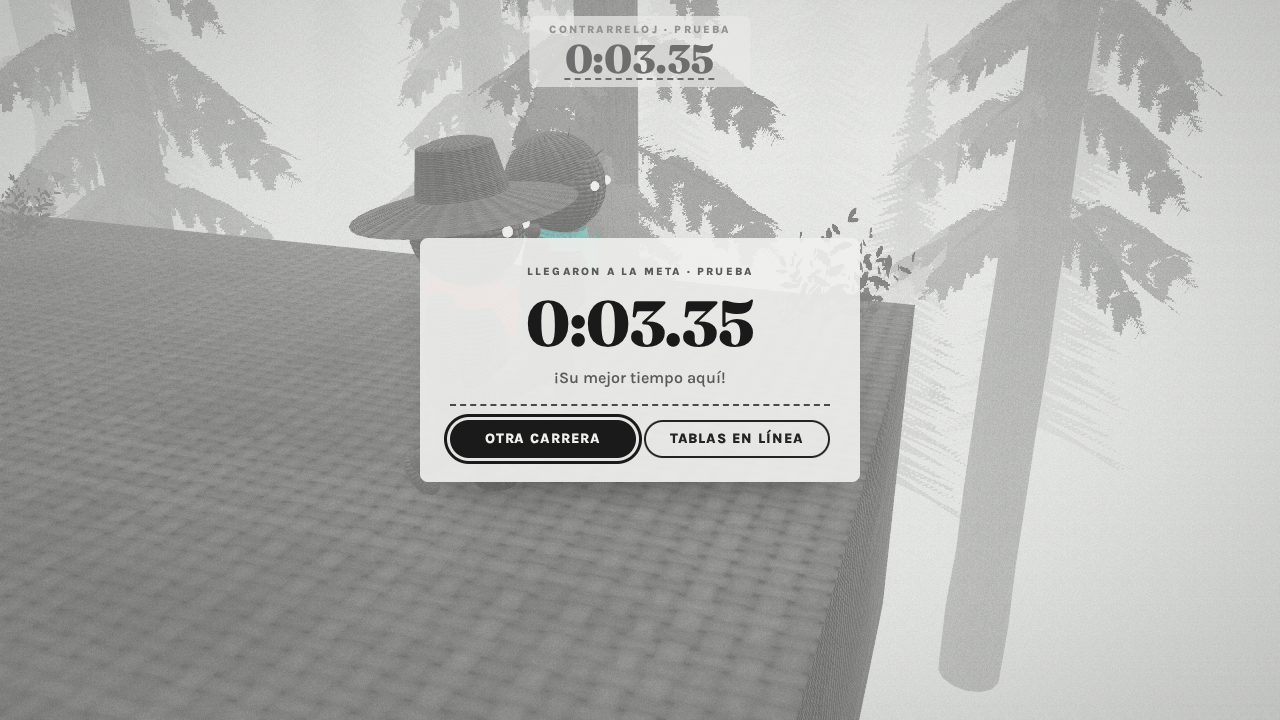 CONTRARRELOJ · PRUEBA
0:03.35
LLEGARON A LA META · PRUEBA
0:03.35
¡Su mejor tiempo aquí!
OTRA CARRERA
TABLAS EN LÍNEA